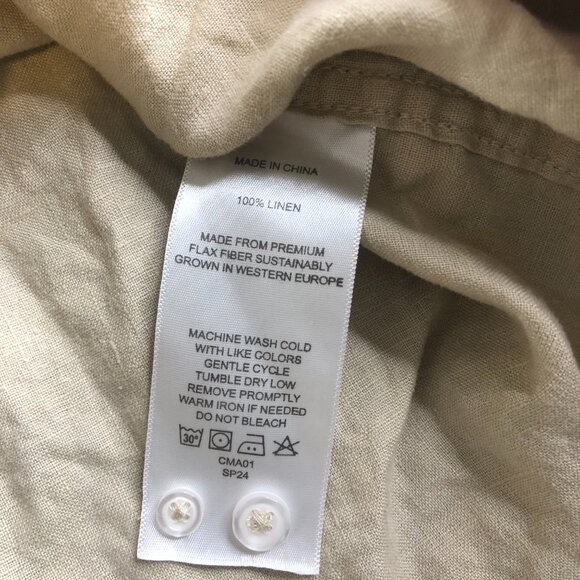 MADE IN CHINA
100% LINEN
MADE FROM PREMIUM
FLAX FIBER SUSTAINABLY
GROWN IN WESTERN EUROPE
MACHINE WASH COLD
WITH LIKE COLORS
GENTLE CYCLE
TUMBLE DRY LOW
REMOVE PROMPTLY
WARM IRON IF NEEDED
DO NOT BLEACH
30°
CMA01
SP24